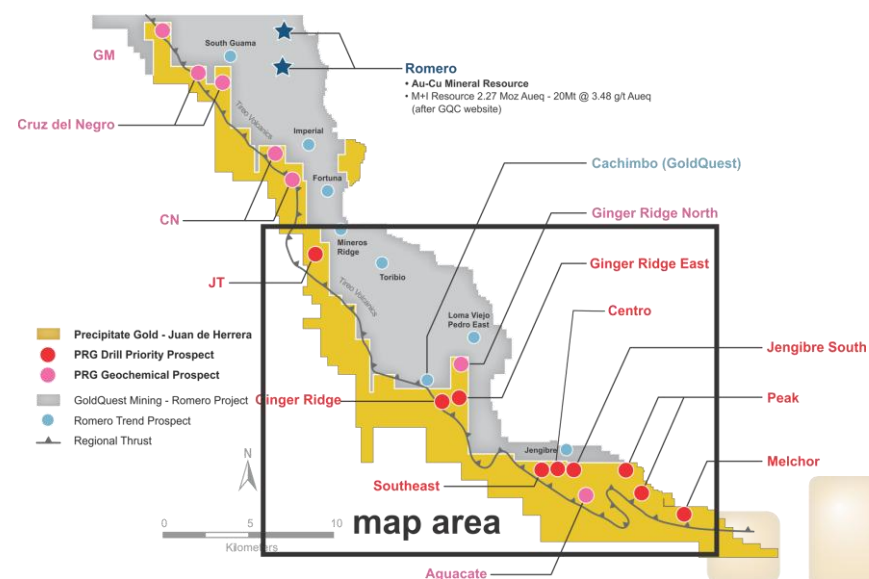 GM
South Guama
Romero
• Au-Cu Mineral Resource
• M+I Resource 2.27 Moz Aueq - 20Mt @ 3.48 g/t Aueq
(after GQC website)
Cruz del Negro
Tireo Volcanics
Imperial
Cachimbo (GoldQuest)
Fortuna
CN
Ginger Ridge North
Mineros
Ridge
Ginger Ridge East
Toribio
JT
Tireo Volcanics
Centro
Loma Viejo
Pedro East
Precipitate Gold - Juan de Herrera
PRG Drill Priority Prospect
PRG Geochemical Prospect
GoldQuest Mining - Romero Project
Romero Trend Prospect
Regional Thrust
Jengibre South
Ginger Ridge
Peak
Jengibre
N
Melchor
Southeast
0 5 10
Kilometers
map area
Aguacate